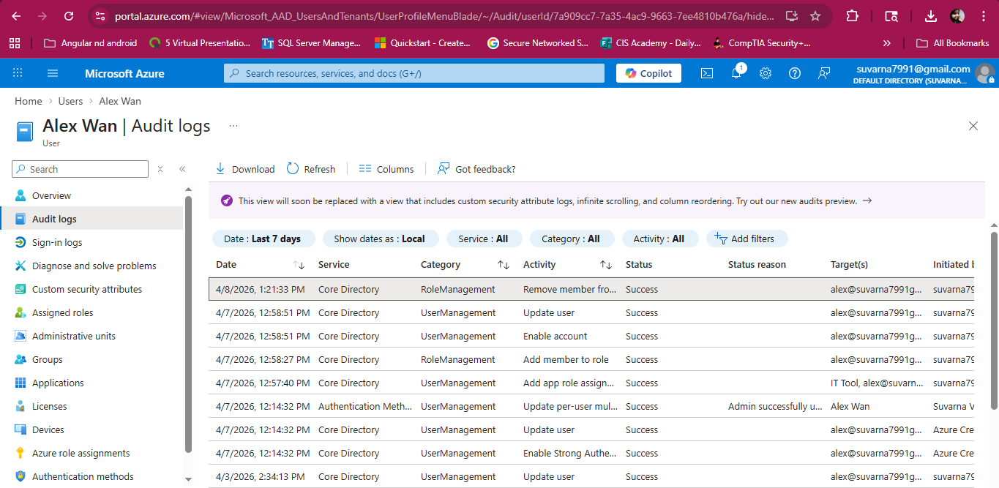 portal.azure.com/#view/Microsoft_AAD_UsersAndTenants/UserProfileMenuBlade/~/Audit/userId/7a909cc7-7a35-4ac9-9663-7ee4810b476a/hide...
Angular nd android 5 Virtual Presentatio... SQL Server Manage... Quickstart - Create... Secure Networked S... CIS Academy - Daily... CompTIA Security+... » All Bookmarks
Microsoft Azure Search resources, services, and docs (G+/) Copilot 1 suvarna7991@gmail.com
DEFAULT DIRECTORY (SUVARNA...
Home > Users > Alex Wan
Alex Wan | Audit logs ...
User
Search
Download Refresh Columns Got feedback?
This view will soon be replaced with a view that includes custom security attribute logs, infinite scrolling, and column reordering. Try out our new audits preview. →
Overview
Audit logs
Sign-in logs
Diagnose and solve problems
Custom security attributes
Assigned roles
Administrative units
Groups
Applications
Licenses
Devices
Azure role assignments
Authentication methods
Date : Last 7 days Show dates as : Local Service : All Category : All Activity : All Add filters
Date Service Category Activity Status Status reason Target(s) Initiated b
4/8/2026, 1:21:33 PM Core Directory RoleManagement Remove member fro... Success alex@suvarna7991g... suvarna79
4/7/2026, 12:58:51 PM Core Directory UserManagement Update user Success alex@suvarna7991g... suvarna79
4/7/2026, 12:58:51 PM Core Directory UserManagement Enable account Success alex@suvarna7991g... suvarna79
4/7/2026, 12:58:27 PM Core Directory RoleManagement Add member to role Success alex@suvarna7991g... suvarna79
4/7/2026, 12:57:40 PM Core Directory UserManagement Add app role assign... Success IT Tool, alex@suvarn... suvarna79
4/7/2026, 12:14:32 PM Authentication Meth... UserManagement Update per-user mul... Success Admin successfully u... Alex Wan Suvarna V
4/7/2026, 12:14:32 PM Core Directory UserManagement Update user Success alex@suvarna7991g... Azure Cre
4/7/2026, 12:14:32 PM Core Directory UserManagement Enable Strong Authe... Success alex@suvarna7991g... Azure Cre
4/3/2026, 2:34:13 PM Core Directory UserManagement Update user Success alex@suvarna7991g... suvarna79